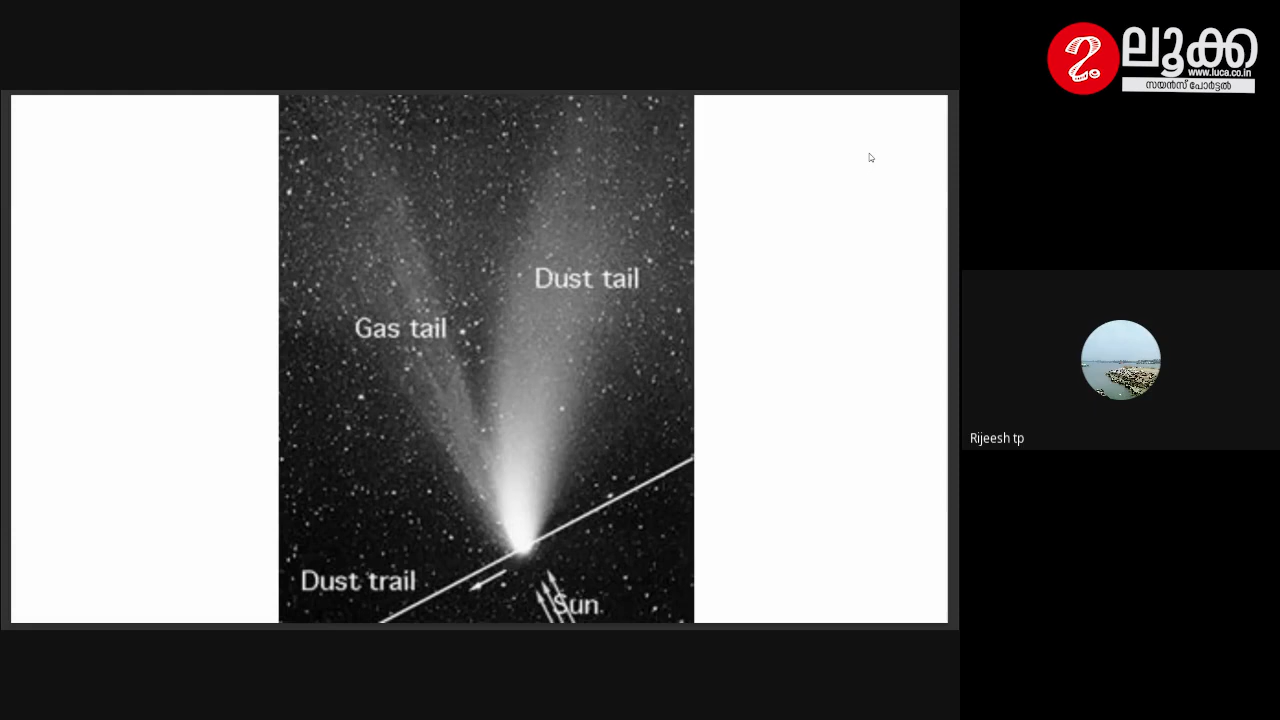 ലൂക്ക
www.luca.co.in
സയൻസ് പോർട്ടൽ
Dust tail
Gas tail
Dust trail
Sun
Rijeesh tp